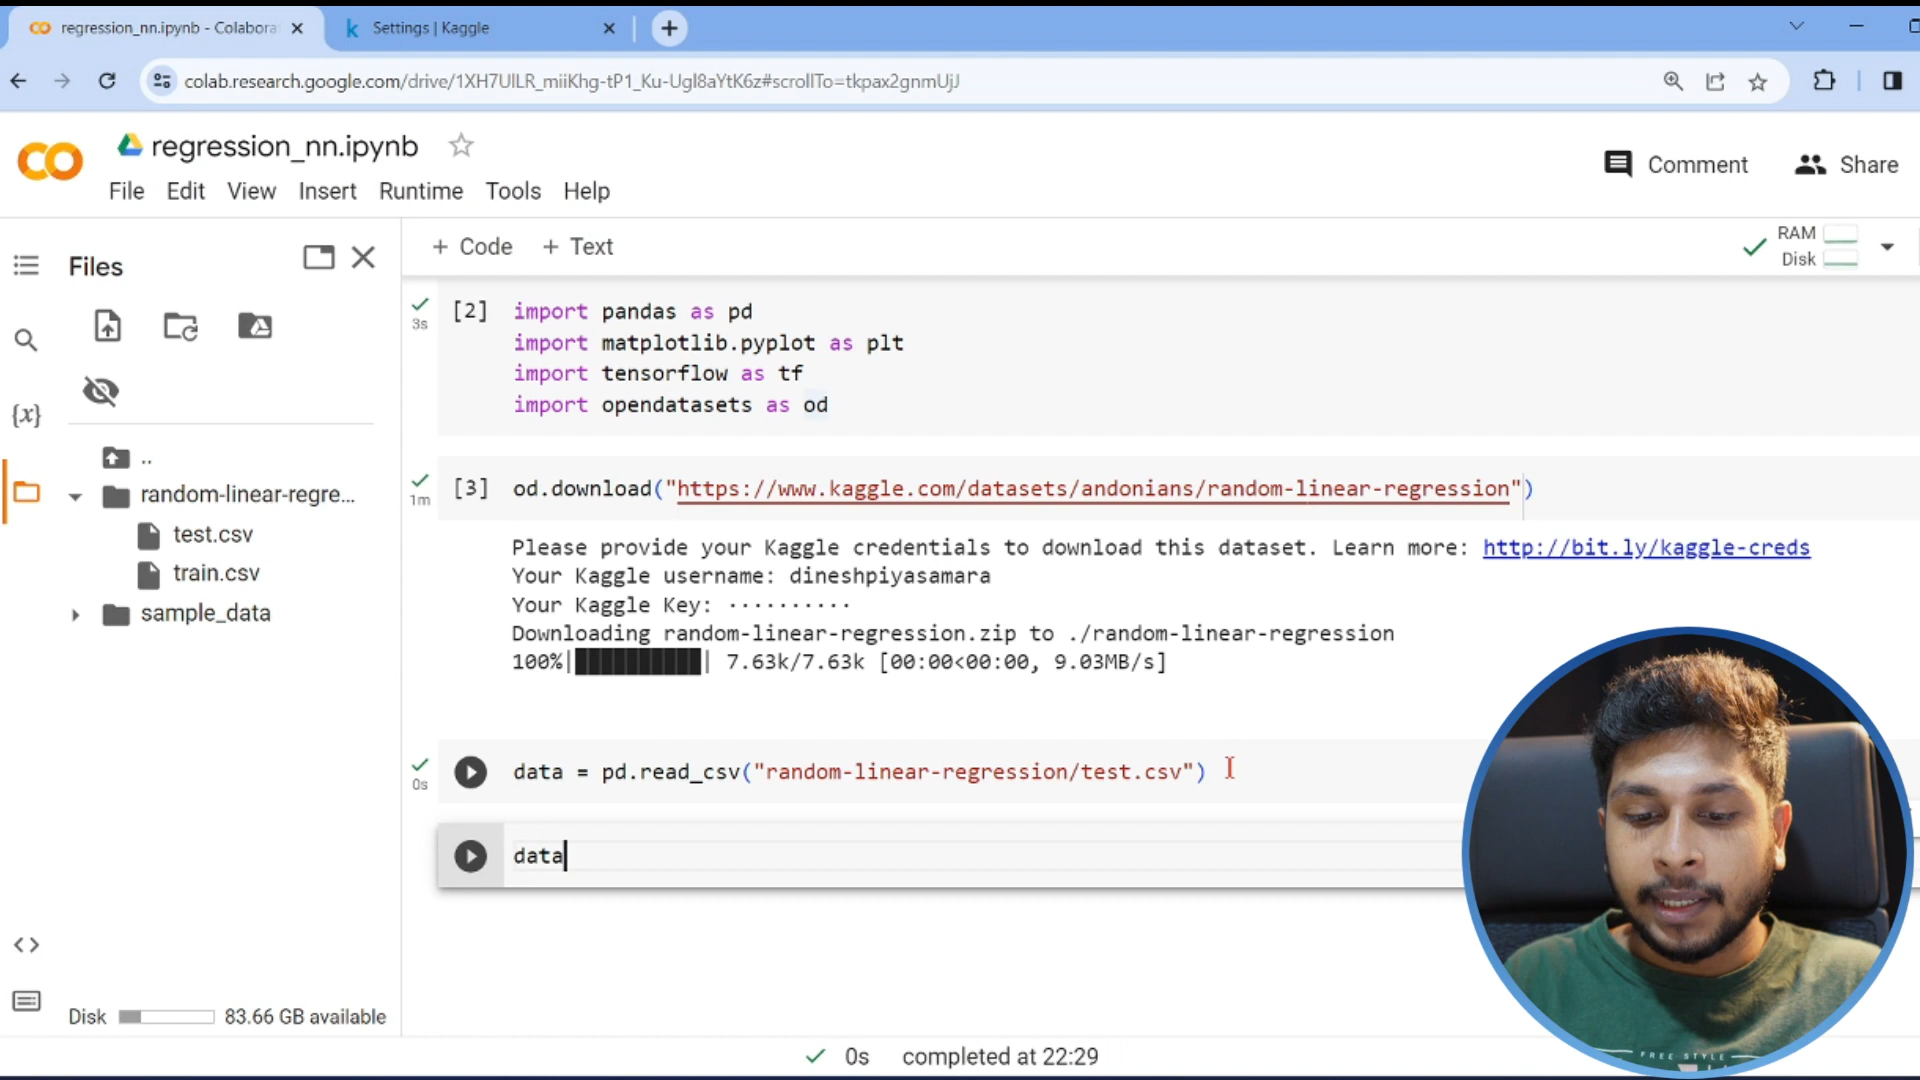 regression_nn.ipynb - Colabora
Settings | Kaggle
colab.research.google.com/drive/1XH7UILR_miiKhg-tP1_Ku-Ugl8aYtK6z#scrollTo=tkpax2gnmUjJ
regression_nn.ipynb
File Edit View Insert Runtime Tools Help
Comment
Share
Files
+ Code + Text
RAM
Disk
..
random-linear-regre...
test.csv
train.csv
sample_data
3s
[2] import pandas as pd
import matplotlib.pyplot as plt
import tensorflow as tf
import opendatasets as od
1m
[3] od.download("https://www.kaggle.com/datasets/andonians/random-linear-regression")
Please provide your Kaggle credentials to download this dataset. Learn more: http://bit.ly/kaggle-creds
Your Kaggle username: dineshpiyasamara
Your Kaggle Key: ··········
Downloading random-linear-regression.zip to ./random-linear-regression
100%|██████████| 7.63k/7.63k [00:00<00:00, 9.03MB/s]
0s
data = pd.read_csv("random-linear-regression/test.csv")
data
Disk 83.66 GB available
0s completed at 22:29
FREE STYLE